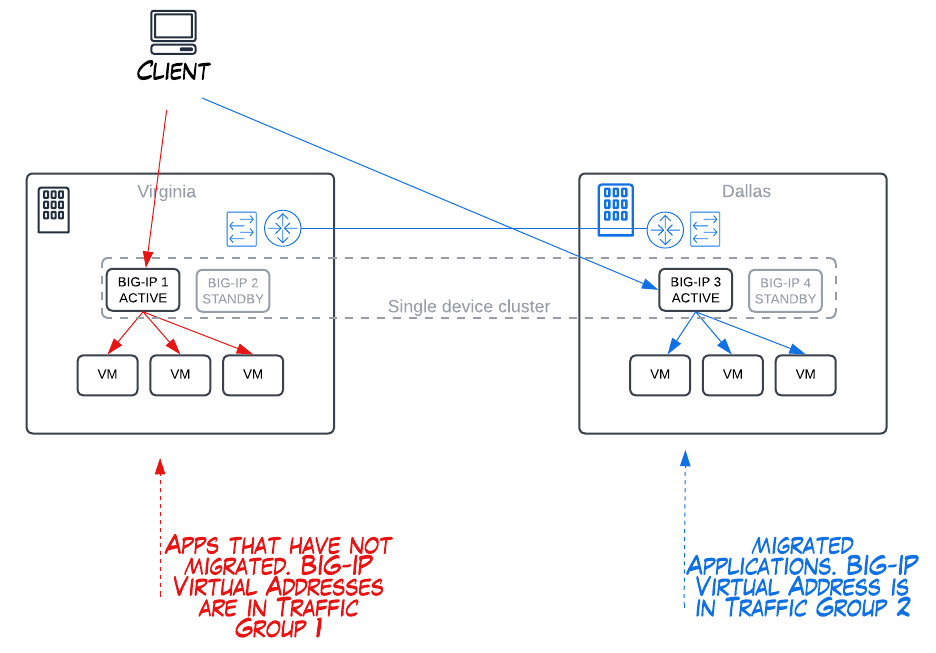 Client
Virginia
Dallas
BIG-IP 1
ACTIVE
BIG-IP 2
STANDBY
Single device cluster
BIG-IP 3
ACTIVE
BIG-IP 4
STANDBY
VM
VM
VM
VM
VM
VM
Apps that have not
migrated. BIG-IP
Virtual Addresses
are in Traffic
Group 1
migrated
Applications. BIG-IP
Virtual Address is
in Traffic Group 2